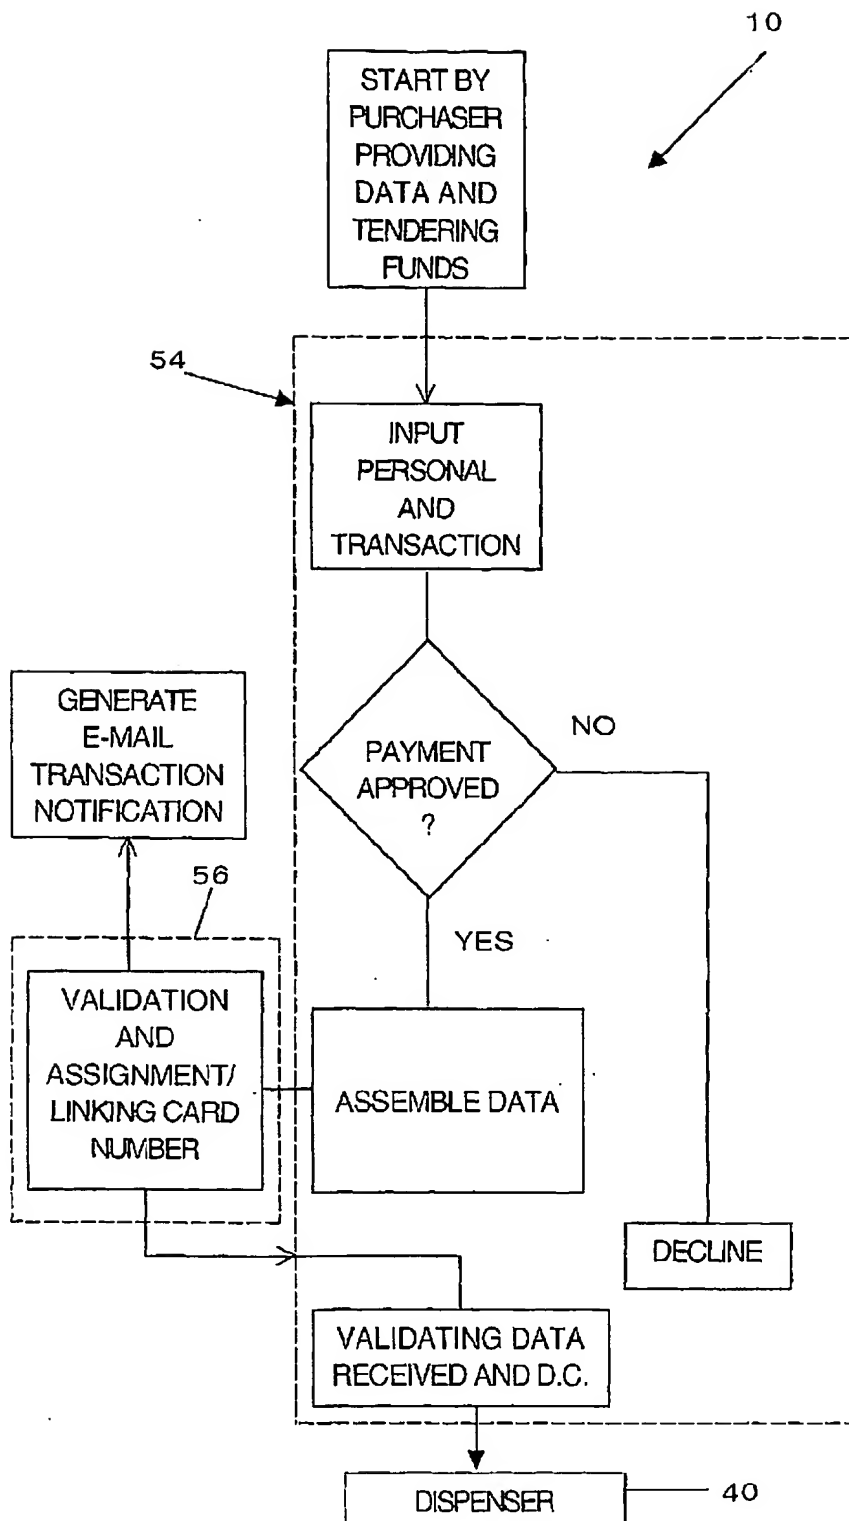 10
START BY
PURCHASER
PROVIDING
DATA AND
TENDERING
FUNDS
54
INPUT
PERSONAL
AND
TRANSACTION
GENERATE
E-MAIL
TRANSACTION
NOTIFICATION
PAYMENT
APPROVED
?
NO
56
YES
VALIDATION
AND
ASSIGNMENT/
LINKING CARD
NUMBER
ASSEMBLE DATA
DECLINE
VALIDATING DATA
RECEIVED AND D.C.
DISPENSER
40